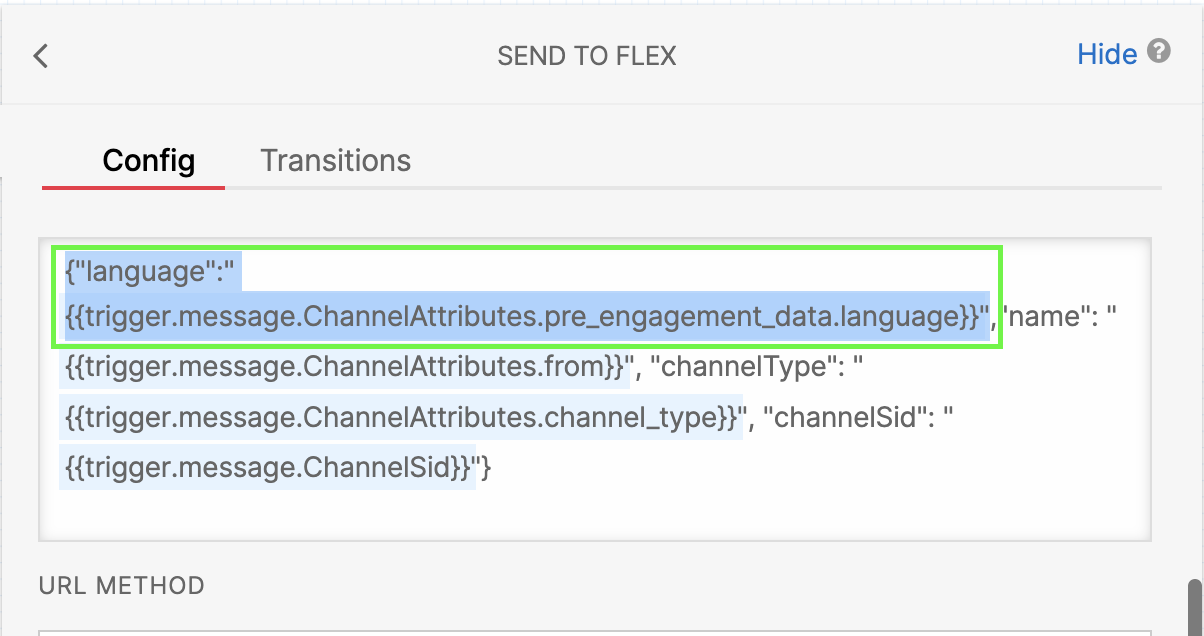 SEND TO FLEX
Hide ?
Config
Transitions
{"language":"
{{trigger.message.ChannelAttributes.pre_engagement_data.language}}", "name": "
{{trigger.message.ChannelAttributes.from}}", "channelType": "
{{trigger.message.ChannelAttributes.channel_type}}", "channelSid": "
{{trigger.message.ChannelSid}}"}
URL METHOD